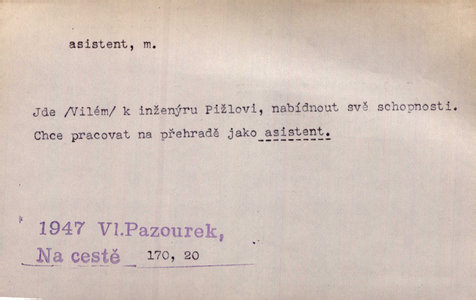 asistent, m.
Jde /Vilém/ k inženýru Pižlovi, nabídnout své schopnosti.
Chce pracovat na přehradě jako asistent.
1947 Vl.Pazourek,
Na cestě 170, 20